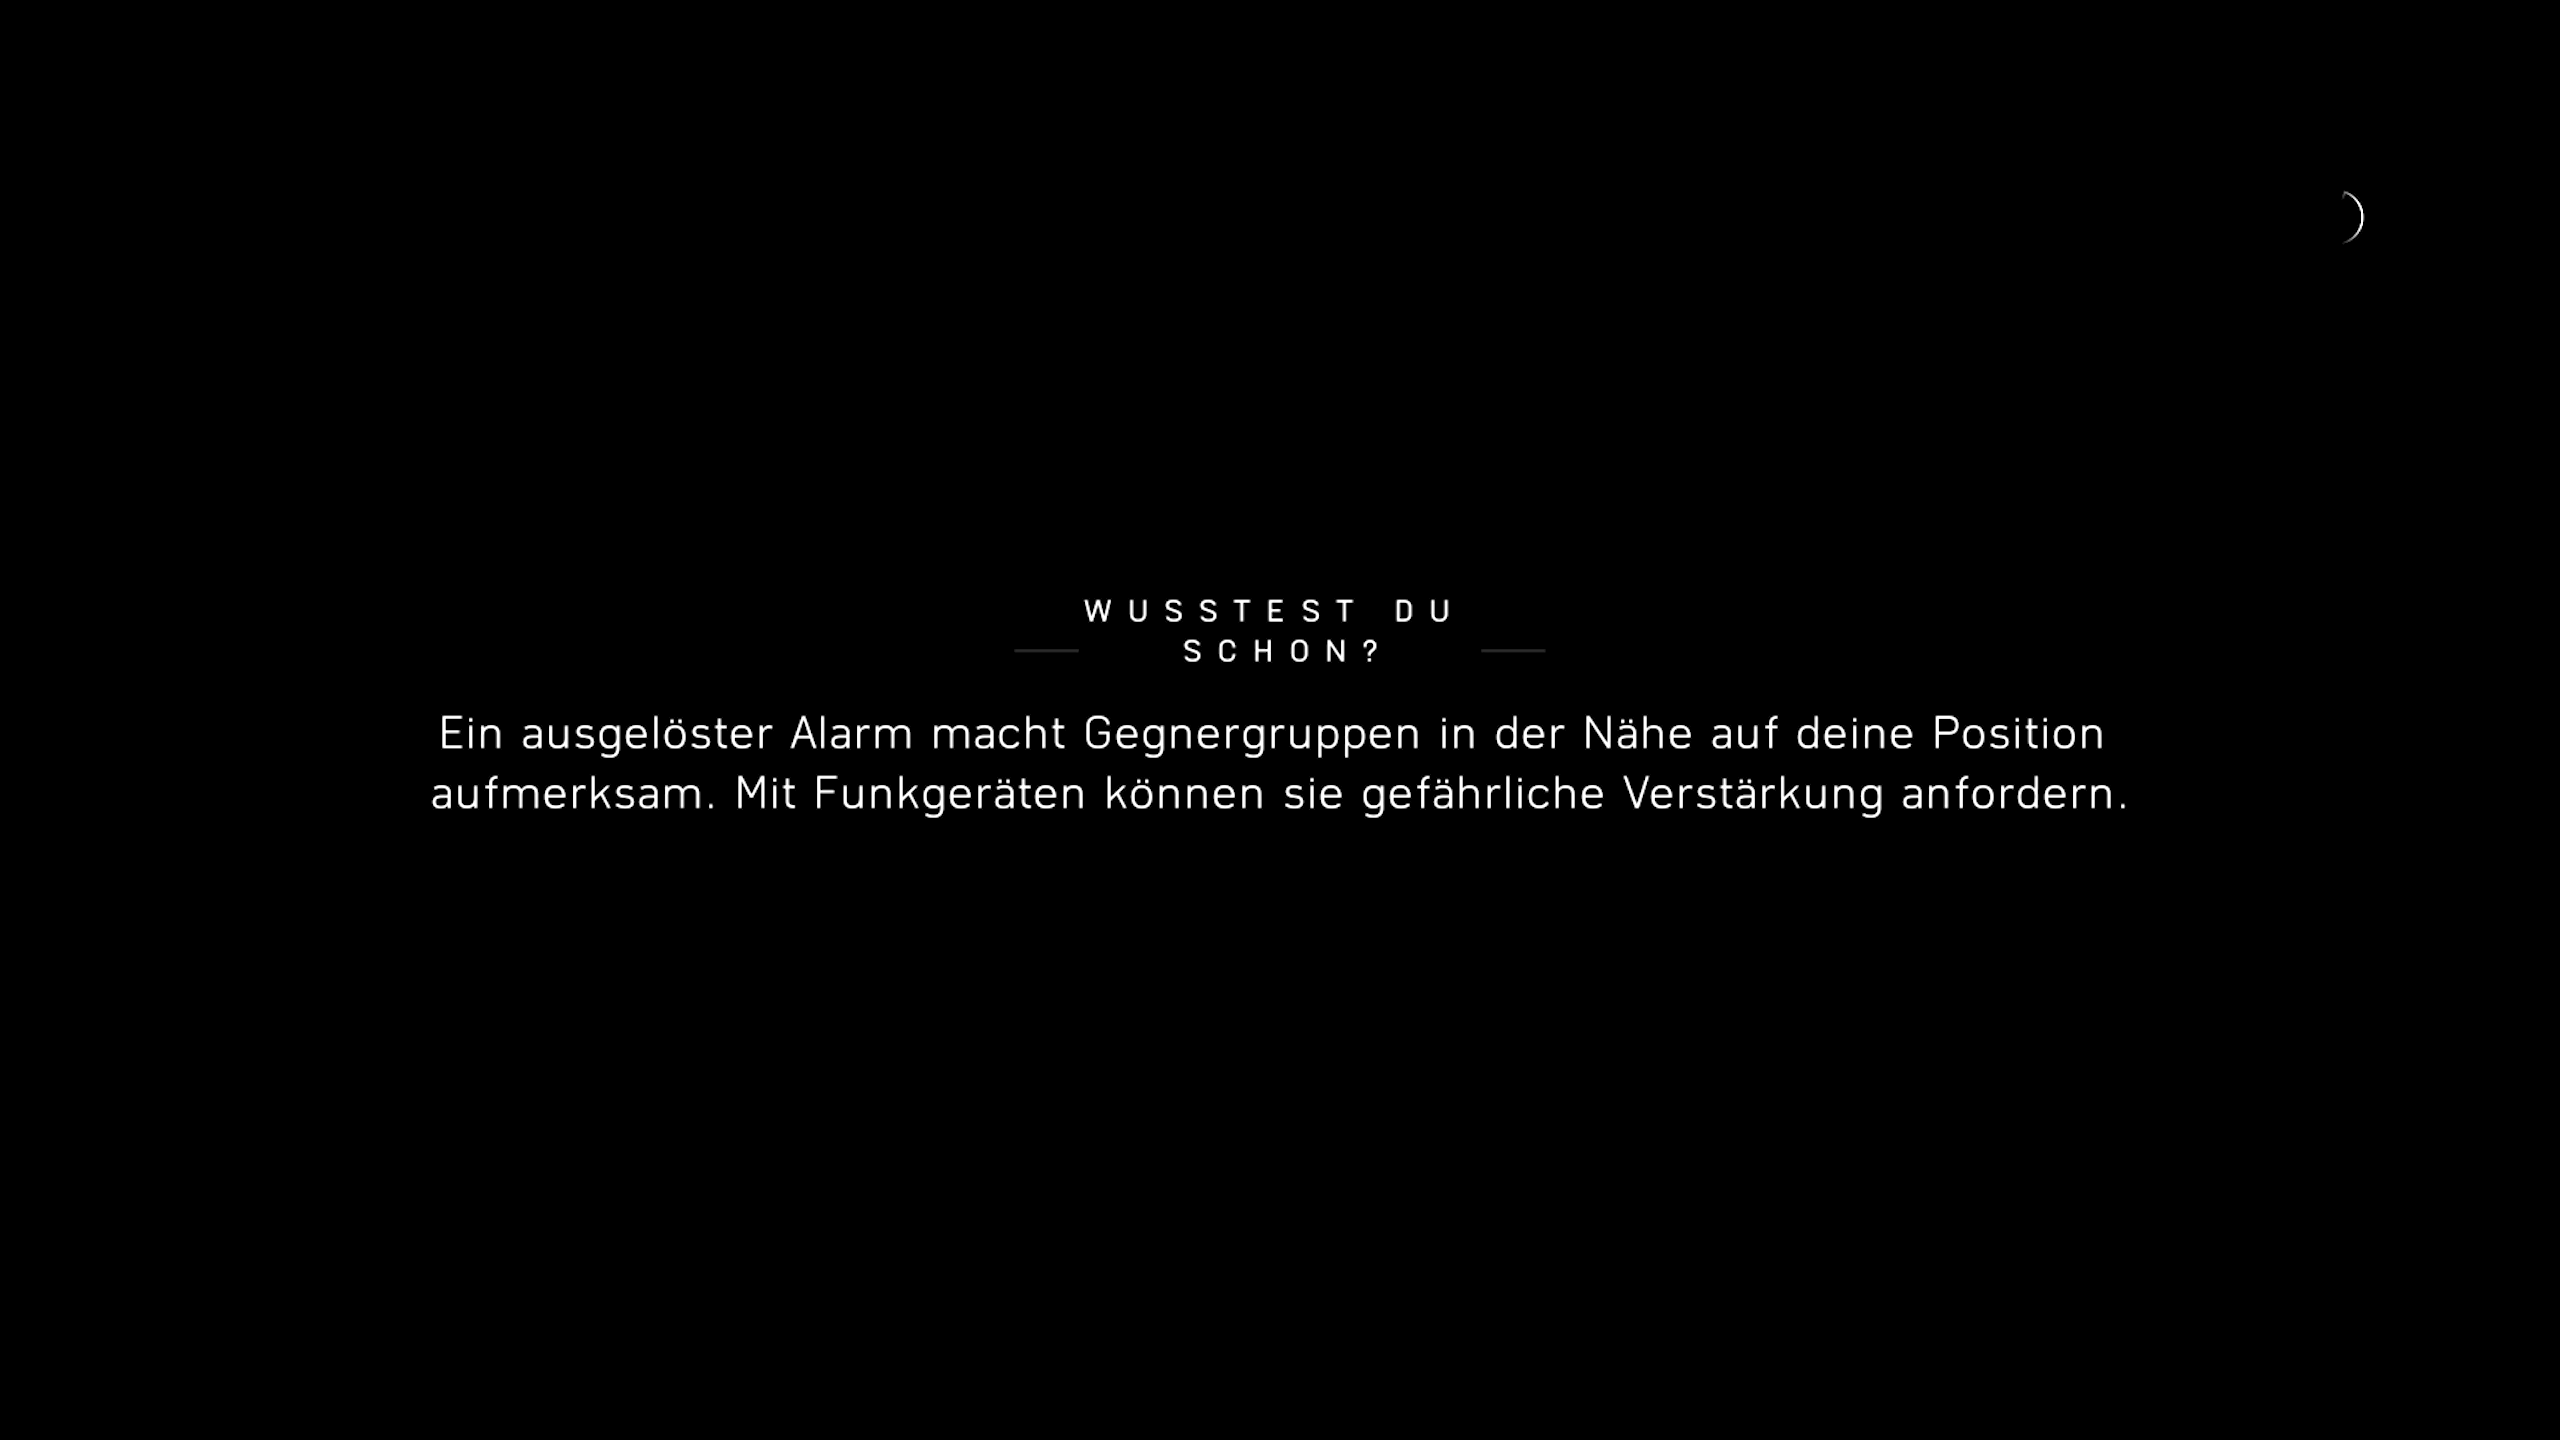 WUSSTEST DU
SCHON?
Ein ausgelöster Alarm macht Gegnergruppen in der Nähe auf deine Position
aufmerksam. Mit Funkgeräten können sie gefährliche Verstärkung anfordern.